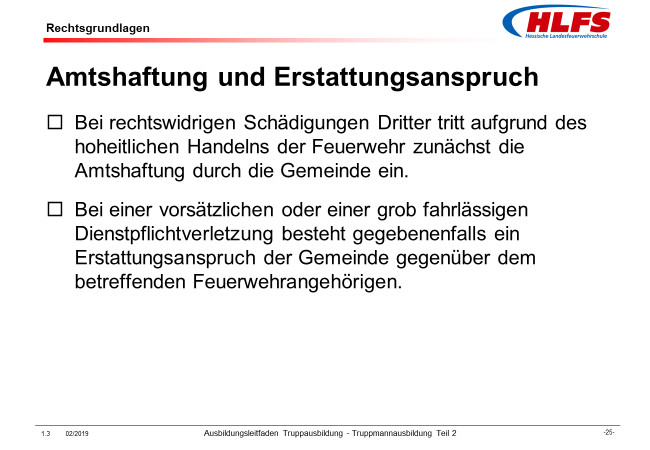 Rechtsgrundlagen
HLFS
Hessische Landesfeuerwehrschule
Amtshaftung und Erstattungsanspruch
Bei rechtswidrigen Schädigungen Dritter tritt aufgrund des
hoheitlichen Handelns der Feuerwehr zunächst die
Amtshaftung durch die Gemeinde ein.
Bei einer vorsätzlichen oder einer grob fahrlässigen
Dienstpflichtverletzung besteht gegebenenfalls ein
Erstattungsanspruch der Gemeinde gegenüber dem
betreffenden Feuerwehrangehörigen.
1.3 02/2019 Ausbildungsleitfaden Truppausbildung - Truppmannausbildung Teil 2 -25-